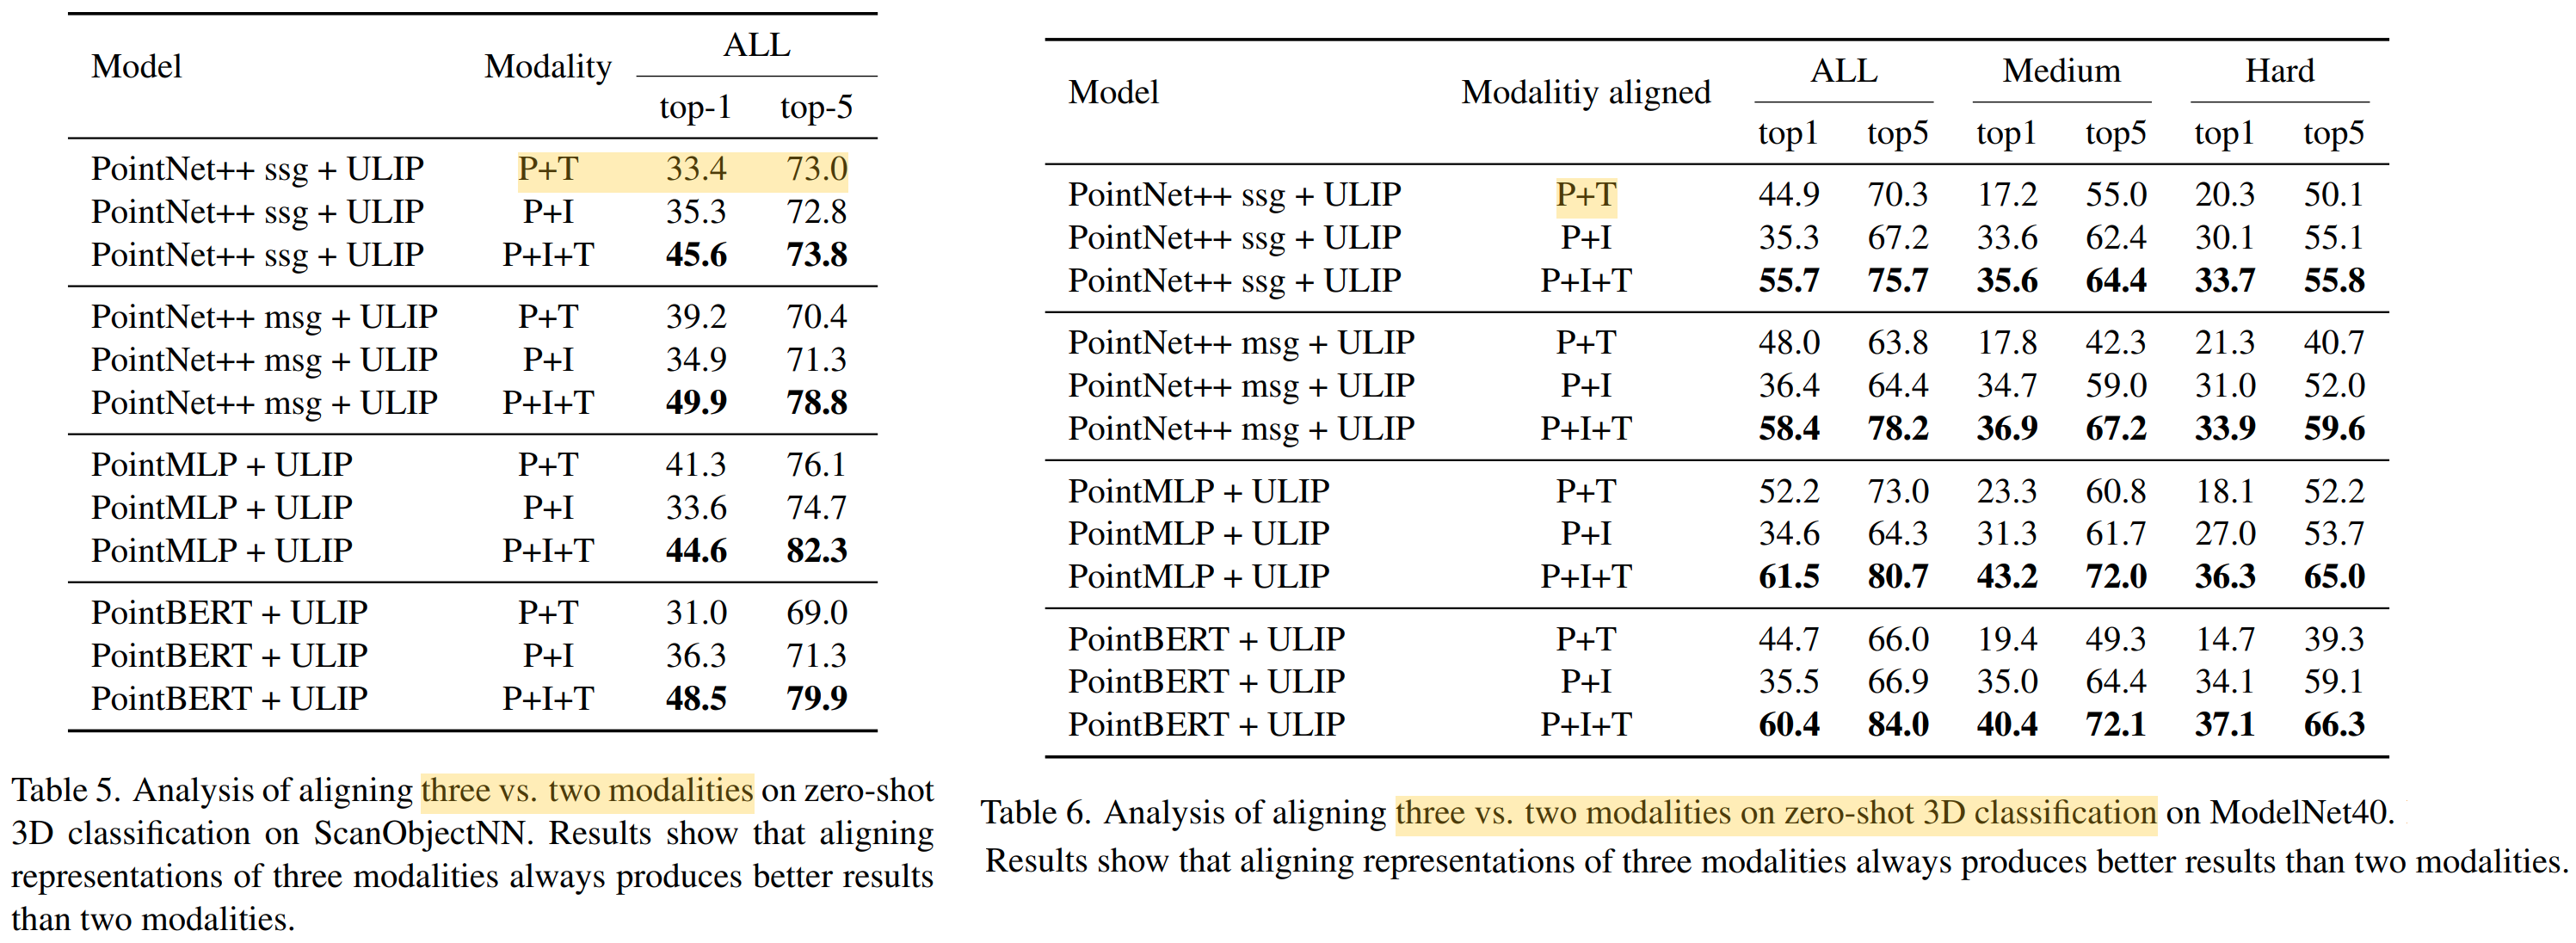 Model Modality ALL
top-1 top-5
PointNet++ ssg + ULIP P+T 33.4 73.0
PointNet++ ssg + ULIP P+I 35.3 72.8
PointNet++ ssg + ULIP P+I+T 45.6 73.8
PointNet++ msg + ULIP P+T 39.2 70.4
PointNet++ msg + ULIP P+I 34.9 71.3
PointNet++ msg + ULIP P+I+T 49.9 78.8
PointMLP + ULIP P+T 41.3 76.1
PointMLP + ULIP P+I 33.6 74.7
PointMLP + ULIP P+I+T 44.6 82.3
PointBERT + ULIP P+T 31.0 69.0
PointBERT + ULIP P+I 36.3 71.3
PointBERT + ULIP P+I+T 48.5 79.9
Table 5. Analysis of aligning three vs. two modalities on zero-shot
3D classification on ScanObjectNN. Results show that aligning
representations of three modalities always produces better results
than two modalities.
Model Modalitiy aligned ALL Medium Hard
top1 top5 top1 top5 top1 top5
PointNet++ ssg + ULIP P+T 44.9 70.3 17.2 55.0 20.3 50.1
PointNet++ ssg + ULIP P+I 35.3 67.2 33.6 62.4 30.1 55.1
PointNet++ ssg + ULIP P+I+T 55.7 75.7 35.6 64.4 33.7 55.8
PointNet++ msg + ULIP P+T 48.0 63.8 17.8 42.3 21.3 40.7
PointNet++ msg + ULIP P+I 36.4 64.4 34.7 59.0 31.0 52.0
PointNet++ msg + ULIP P+I+T 58.4 78.2 36.9 67.2 33.9 59.6
PointMLP + ULIP P+T 52.2 73.0 23.3 60.8 18.1 52.2
PointMLP + ULIP P+I 34.6 64.3 31.3 61.7 27.0 53.7
PointMLP + ULIP P+I+T 61.5 80.7 43.2 72.0 36.3 65.0
PointBERT + ULIP P+T 44.7 66.0 19.4 49.3 14.7 39.3
PointBERT + ULIP P+I 35.5 66.9 35.0 64.4 34.1 59.1
PointBERT + ULIP P+I+T 60.4 84.0 40.4 72.1 37.1 66.3
Table 6. Analysis of aligning three vs. two modalities on zero-shot 3D classification on ModelNet40.
Results show that aligning representations of three modalities always produces better results than two modalities.